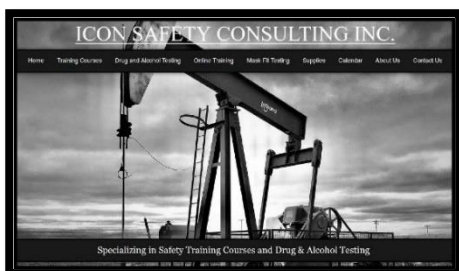 ICON SAFETY CONSULTING INC.
Home Training Courses Drug and Alcohol Testing Online Training Mask Fit Testing Supplies Calendar About Us Contact Us
Specializing in Safety Training Courses and Drug & Alcohol Testing